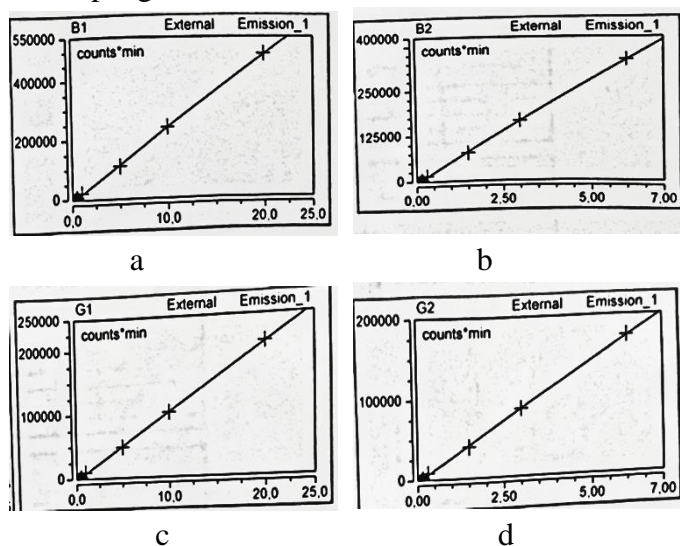 B1 External Emission_1
550000 counts*min
400000
200000
0
0,0 10,0 20,0 25,0
a
B2 External Emission_1
400000 counts*min
250000
125000
0
0,00 2,50 5,00 7,00
b
G1 External Emission_1
250000 counts*min
200000
100000
0
0,0 10,0 20,0 25,0
c
G2 External Emission_1
200000 counts*min
100000
0
0,00 2,50 5,00 7,00
d